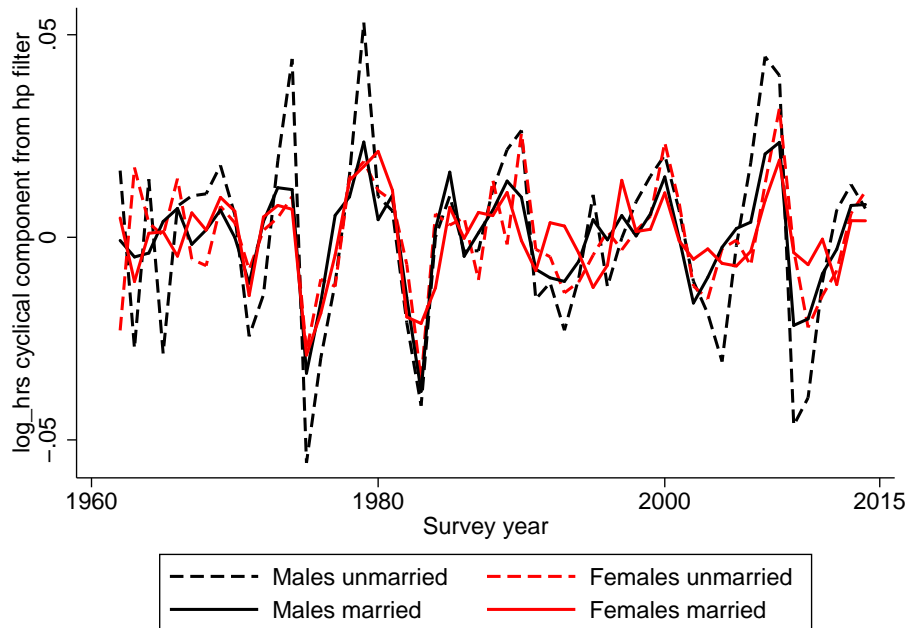 log_hrs cyclical component from hp filter
.05
0
−.05
1960 1980 2000 2015
Survey year
Males unmarried Females unmarried
Males married Females married